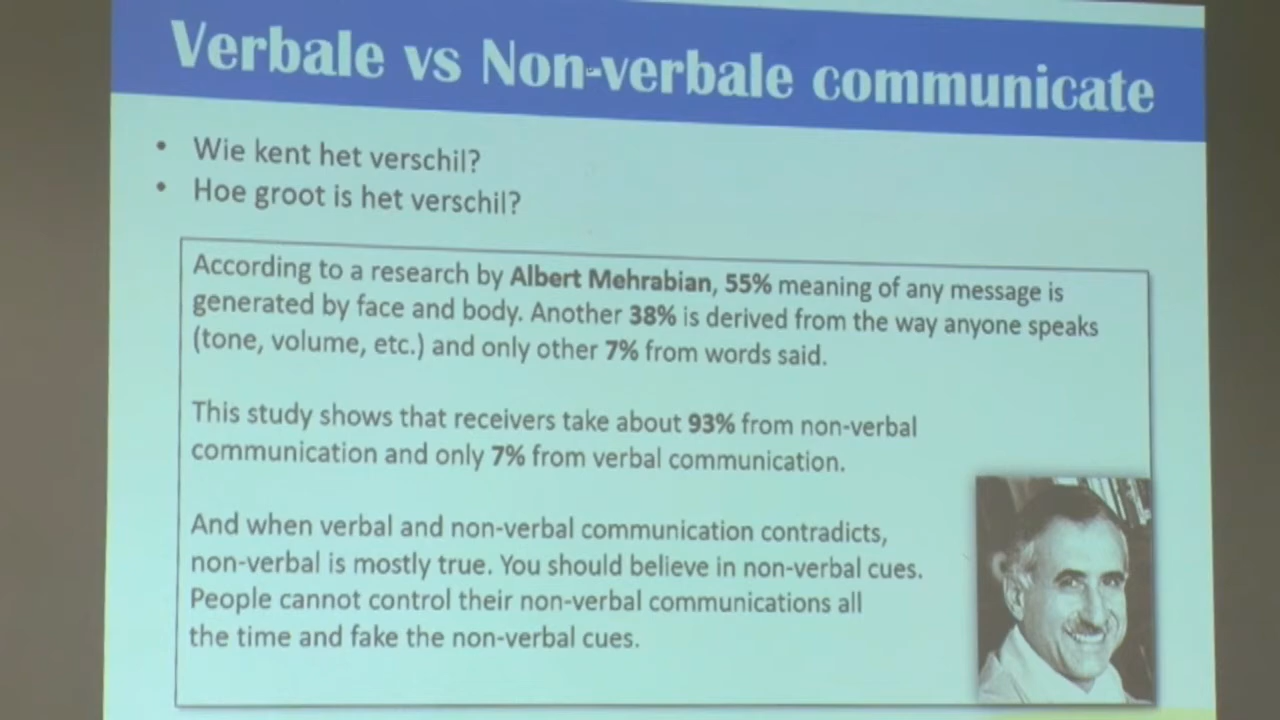 Verbale vs Non-verbale communicate
• Wie kent het verschil?
• Hoe groot is het verschil?
According to a research by Albert Mehrabian, 55% meaning of any message is
generated by face and body. Another 38% is derived from the way anyone speaks
(tone, volume, etc.) and only other 7% from words said.
This study shows that receivers take about 93% from non-verbal
communication and only 7% from verbal communication.
And when verbal and non-verbal communication contradicts,
non-verbal is mostly true. You should believe in non-verbal cues.
People cannot control their non-verbal communications all
the time and fake the non-verbal cues.